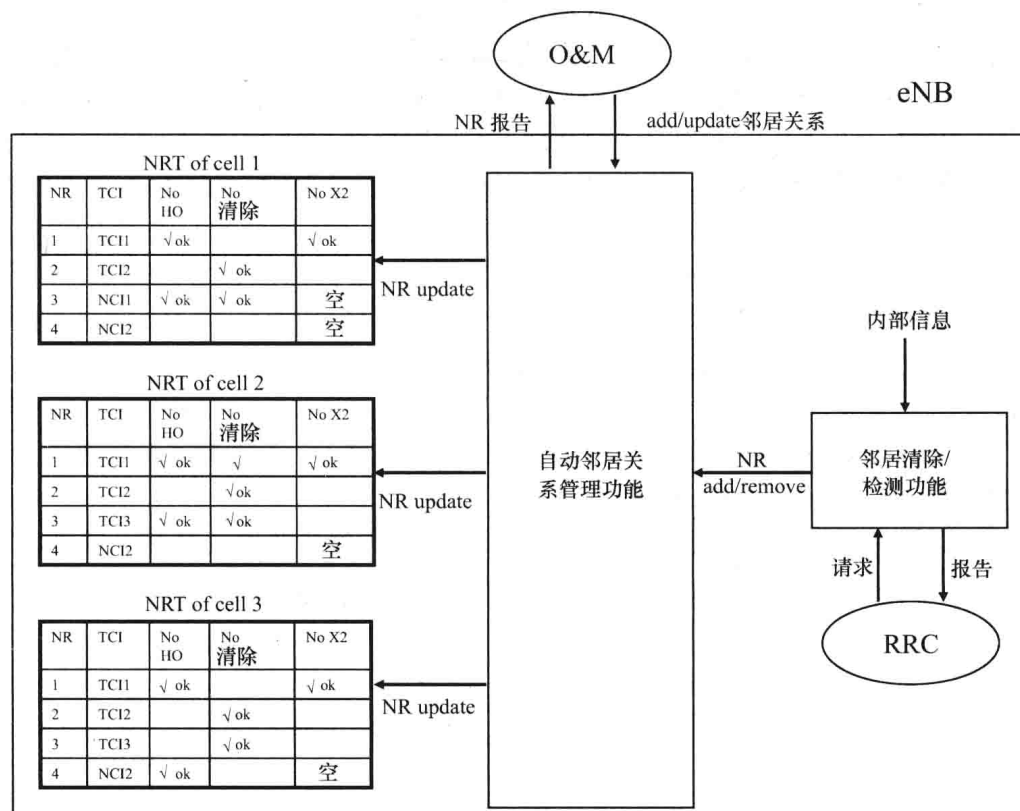 O&M
eNB
NR 报告
add/update邻居关系
NRT of cell 1
NR TCI No HO No 清除 No X2
1 TCI1 √ ok √ ok
2 TCI2 √ ok
3 NCI1 √ ok √ ok 空
4 NCI2 空
NR update
NRT of cell 2
NR TCI No HO No 清除 No X2
1 TCI1 √ ok √ √ ok
2 TCI2 √ok
3 TCI3 √ ok √ok
4 NCI2 空
NR update
NRT of cell 3
NR TCI No HO No 清除 No X2
1 TCI1 √ ok √ ok
2 TCI2 √ ok
3 TCI3 √ ok
4 NCI2 √ ok 空
NR update
自动邻居关
系管理功能
NR
add/remove
内部信息
邻居清除/
检测功能
请求
报告
RRC